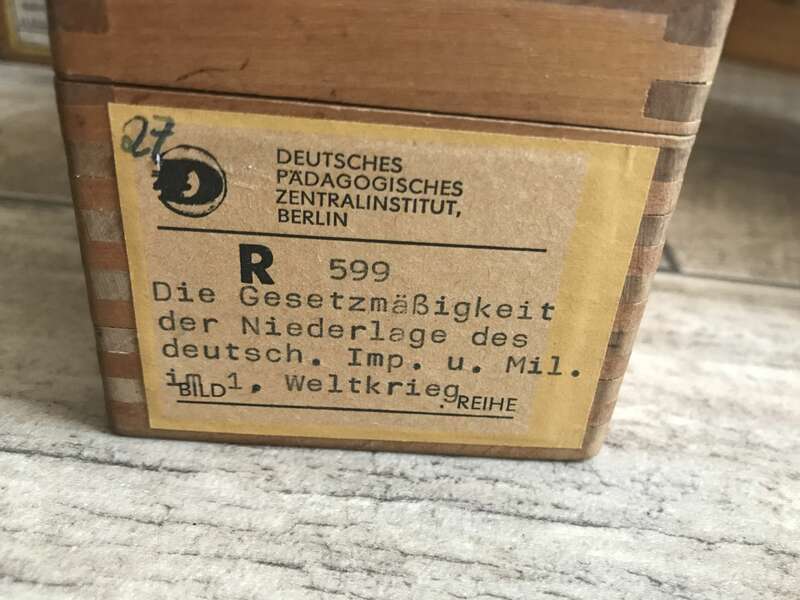 27
DEUTSCHES
PÄDAGOGISCHES
ZENTRALINSTITUT,
BERLIN
R 599
Die Gesetzmäßigkeit
der Niederlage des
deutsch. Imp. u. Mil.
im 1. Weltkrieg.
BILD REIHE